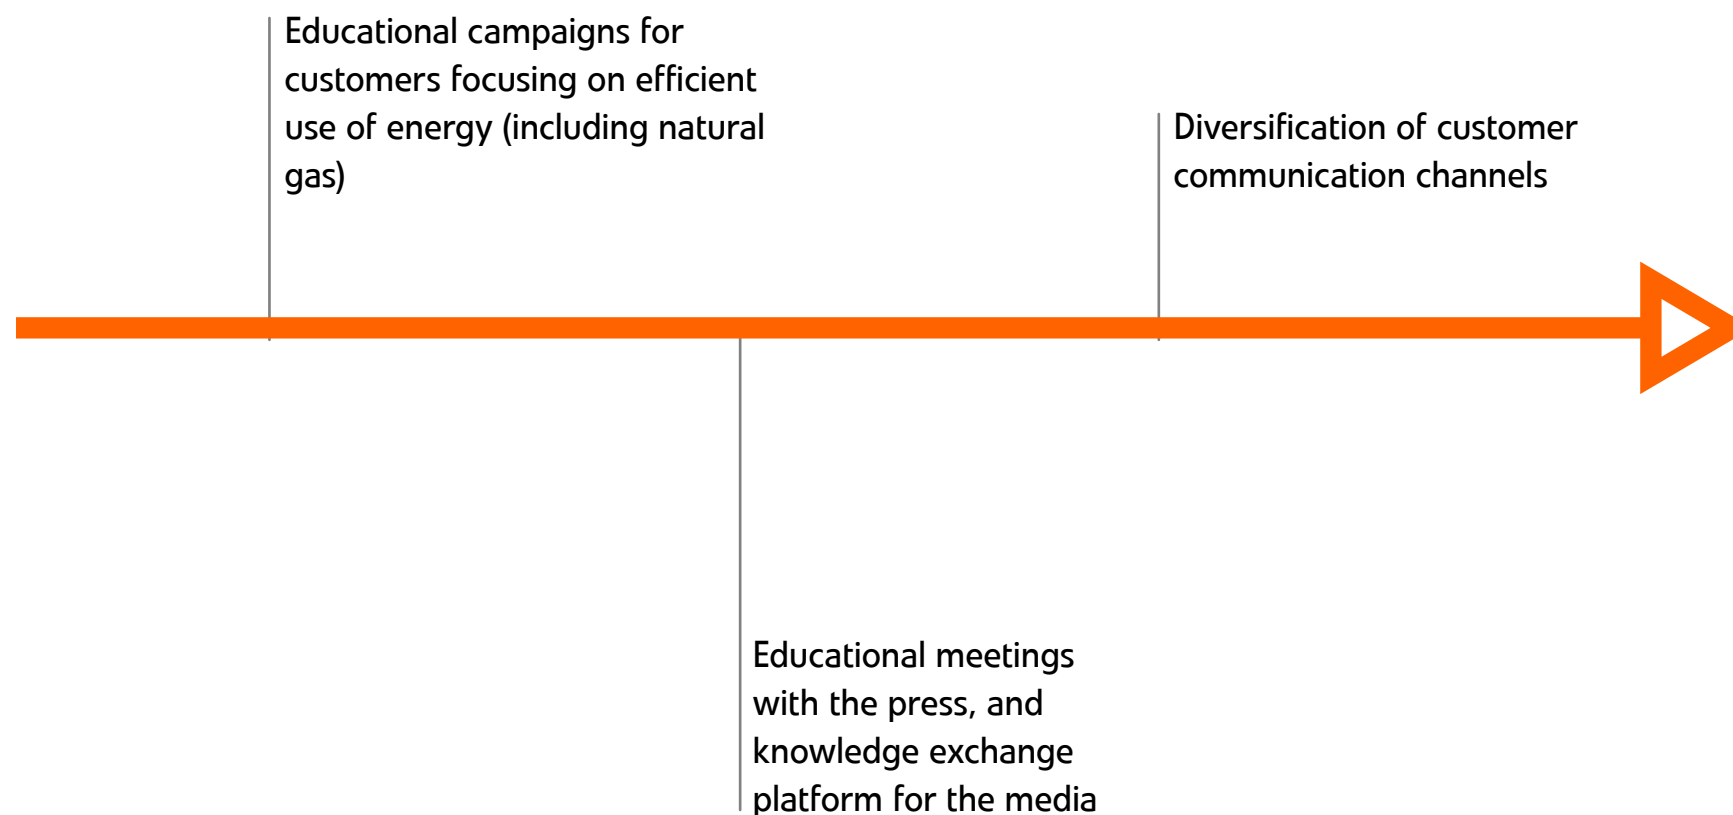 Educational campaigns for
customers focusing on efficient
use of energy (including natural
gas)
Diversification of customer
communication channels
Educational meetings
with the press, and
knowledge exchange
platform for the media